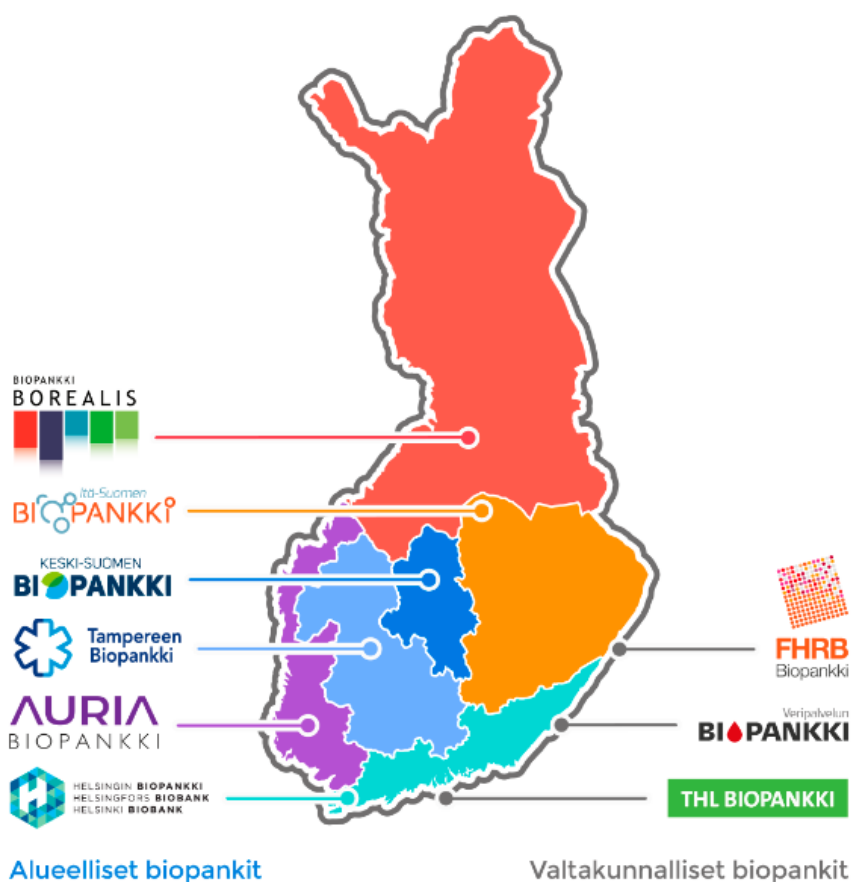 BIOPANKKI
BOREALIS
Itä-Suomen
BIOPANKKI
KESKI-SUOMEN
BIOPANKKI
Tampereen
Biopankki
AURIA
BIOPANKKI
HELSINGIN BIOPANKKI
HELSINGFORS BIOBANK
HELSINKI BIOBANK
Alueelliset biopankit
FHRB
Biopankki
Veripalvelun
BIOPANKKI
THL BIOPANKKI
Valtakunnalliset biopankit